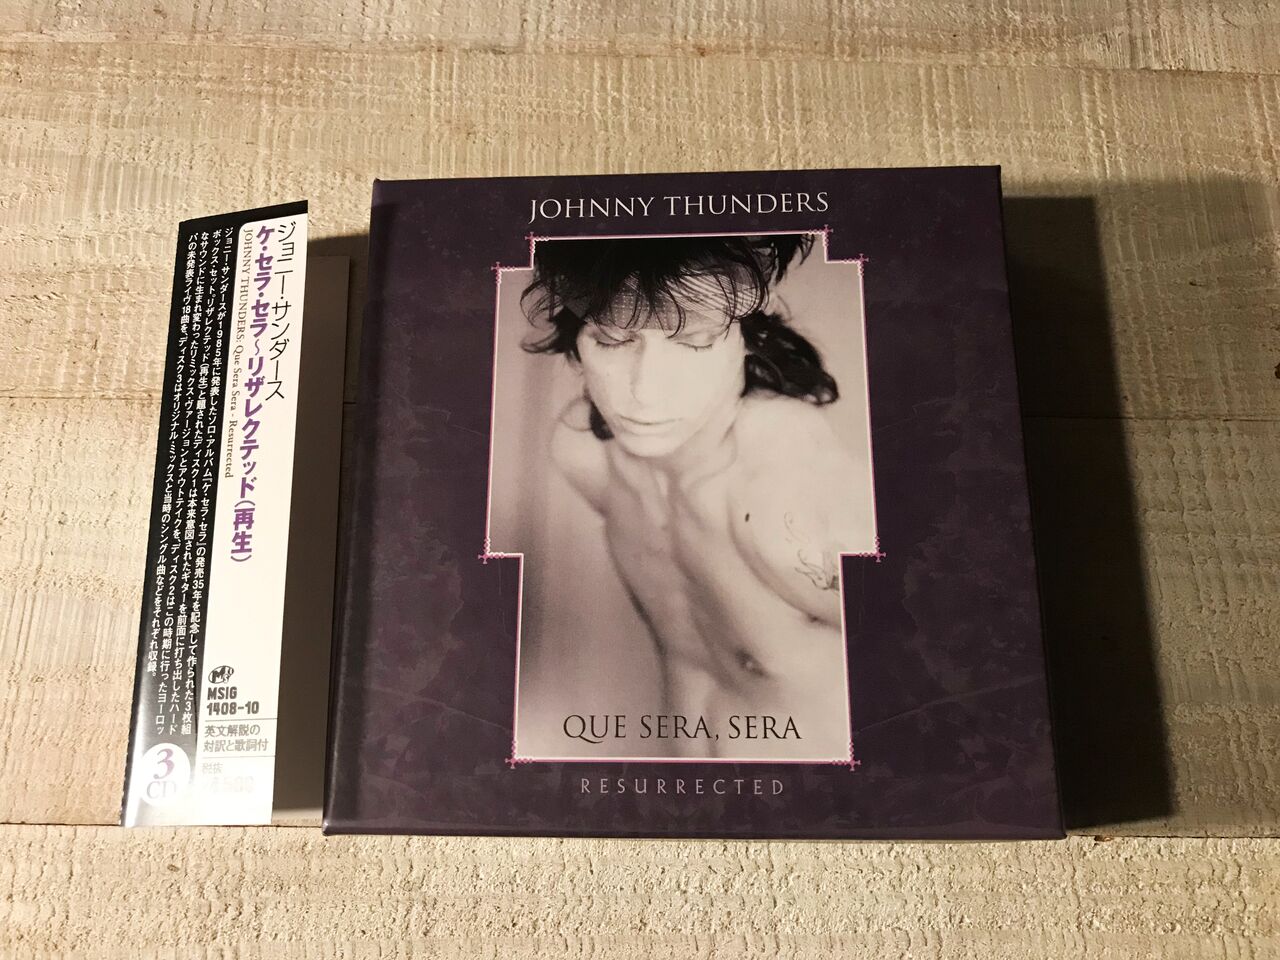 ジョニー・サンダース
ケ・セラ・セラ～リザレクテッド(再生)
JOHNNY THUNDERS: Que Sera Sera - Resurrected
ジョニー・サンダースが1985年に発表したソロ・アルバム『ケ・セラ・セラ』の発売35年を記念して作られた3枚組
ボックス・セット。リザレクテッド(再生)と題されたディスク1は本来意図されたギターを前面に打ち出したハード
なサウンドに生まれ変わったリミックス・ヴァージョンとアウトテイクを、ディスク2はこの時期に行ったヨーロッ
パの未発表ライヴ18曲を、ディスク3はオリジナル・ミックスと当時のシングル曲などをそれぞれ収録。
MSIG
1408-10
英文解説の
対訳と歌詞付
税抜
3
CD
JOHNNY THUNDERS
QUE SERA, SERA
RESURRECTED